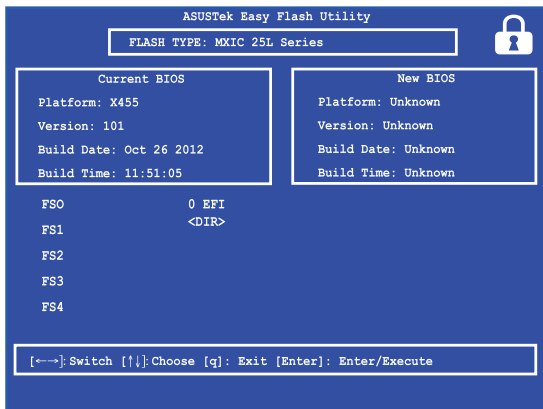 ASUSTek Easy Flash Utility
FLASH TYPE: MXIC 25L Series
Current BIOS
Platform: X455
Version: 101
Build Date: Oct 26 2012
Build Time: 11:51:05
New BIOS
Platform: Unknown
Version: Unknown
Build Date: Unknown
Build Time: Unknown
FSO
FS1
FS2
FS3
FS4
0 EFI
<DIR>
[←→]: Switch [↑↓]: Choose [q]: Exit [Enter]: Enter/Execute